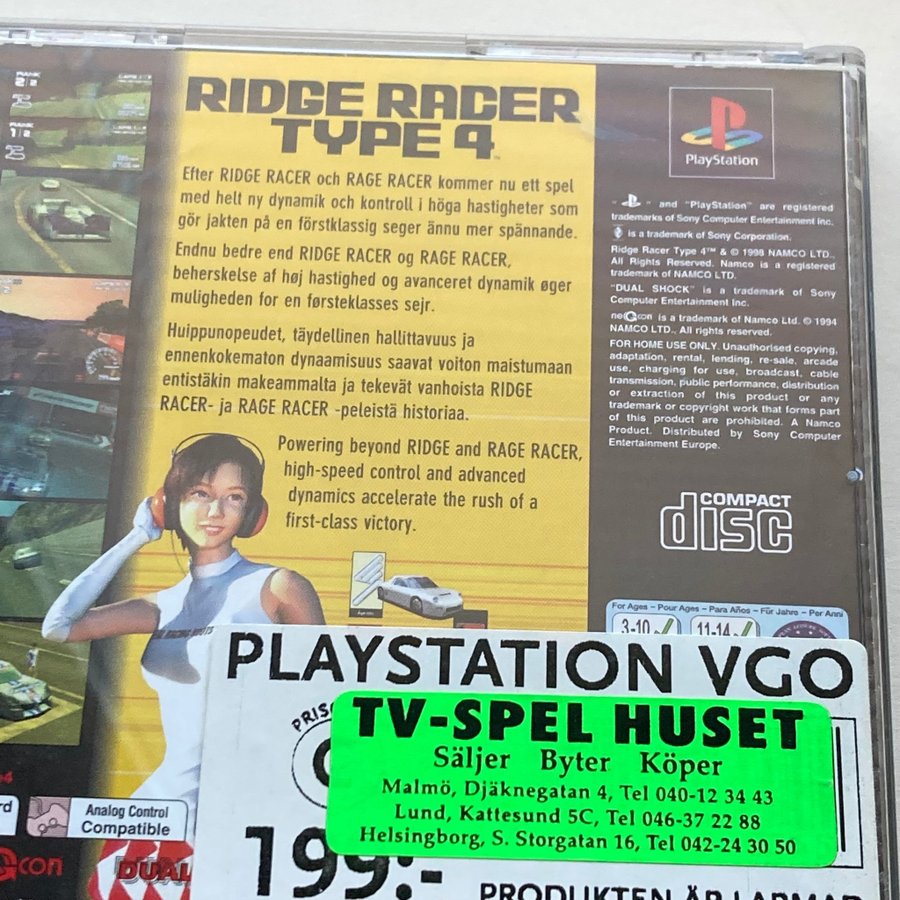 RIDGE RACER
TYPE 4
TM
Efter RIDGE RACER och RAGE RACER kommer nu ett spel
med helt ny dynamik och kontroll i höga hastigheter som
gör jakten på en förstklassig seger ännu mer spännande.
Endnu bedre end RIDGE RACER og RAGE RACER,
beherskelse af høj hastighed og avanceret dynamik øger
muligheden for en førsteklasses sejr.
Huippunopeudet, täydellinen hallittavuus ja
ennenkokematon dynaamisuus saavat voiton maistumaan
entistäkin makeammalta ja tekevät vanhoista RIDGE
RACER- ja RAGE RACER -peleistä historiaa.
Powering beyond RIDGE and RAGE RACER,
high-speed control and advanced
dynamics accelerate the rush of a
first-class victory.
PlayStation
" " and "PlayStation" are registered
trademarks of Sony Computer Entertainment Inc.
is a trademark of Sony Corporation.
Ridge Racer Type 4™ & © 1998 NAMCO LTD.,
All Rights Reserved. Namco is a registered
trademark of NAMCO LTD.
"DUAL SHOCK" is a trademark of Sony
Computer Entertainment Inc.
neGcon is a trademark of Namco Ltd. © 1994
NAMCO LTD., All rights reserved.
FOR HOME USE ONLY. Unauthorised copying,
adaptation, rental, lending, re-sale, arcade
use, charging for use, broadcast, cable
transmission, public performance, distribution
or extraction of this product or any
trademark or copyright work that forms part
of this product are prohibited. A Namco
Product. Distributed by Sony Computer
Entertainment Europe.
COMPACT
disc
For Ages – Pour Ages – Para Años – Für Jahre – Per Anni
3-10 11-14
PLAYSTATION VGO
TV-SPEL HUSET
Säljer Byter Köper
Malmö, Djäknegatan 4, Tel 040-12 34 43
Lund, Kattesund 5C, Tel 046-37 22 88
Helsingborg, S. Storgatan 16, Tel 042-24 30 50
199:-
PRODUKTEN ÄR LARMAD
Analog Control
Compatible
con
DUAL